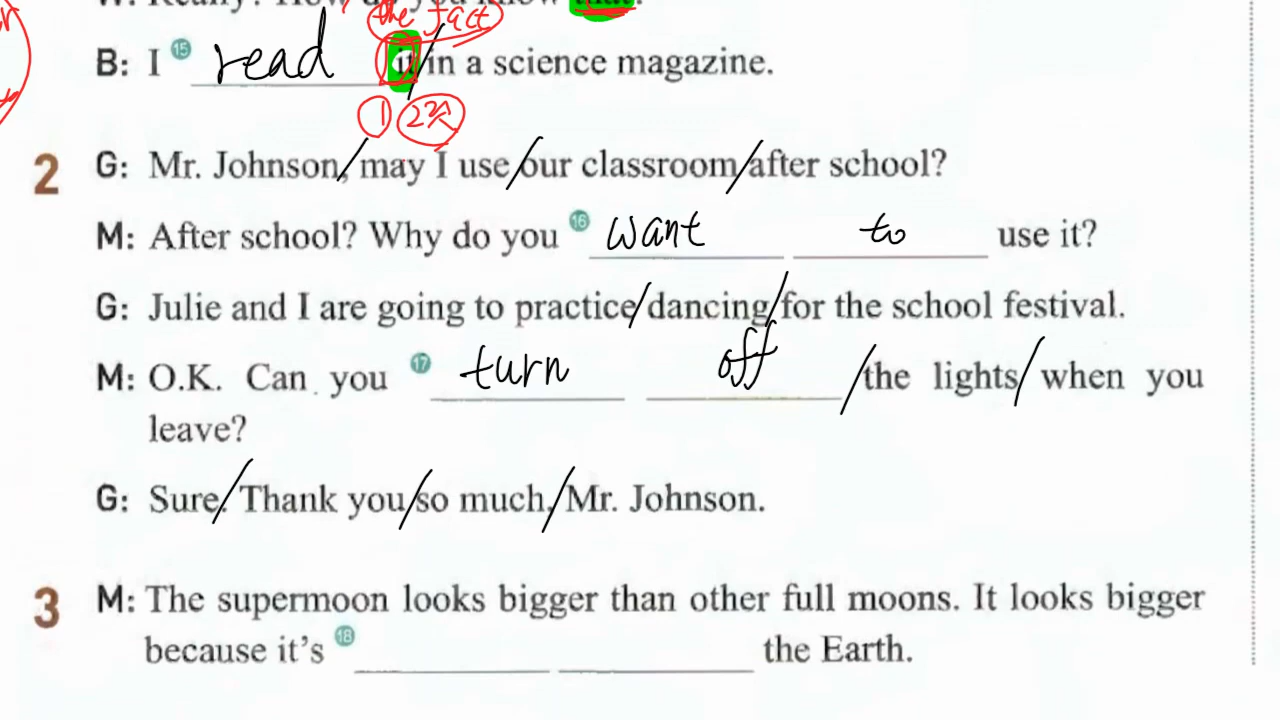 the fact
B: I ⑮ read it/in a science magazine.
①
2 G: Mr. Johnson,/may I use/our classroom/after school?
M: After school? Why do you ⑯ want to use it?
G: Julie and I are going to practice/dancing/for the school festival.
M: O.K. Can you ⑰ turn off /the lights/when you
leave?
G: Sure./Thank you/so much,/Mr. Johnson.
3 M: The supermoon looks bigger than other full moons. It looks bigger
because it's ⑱ the Earth.